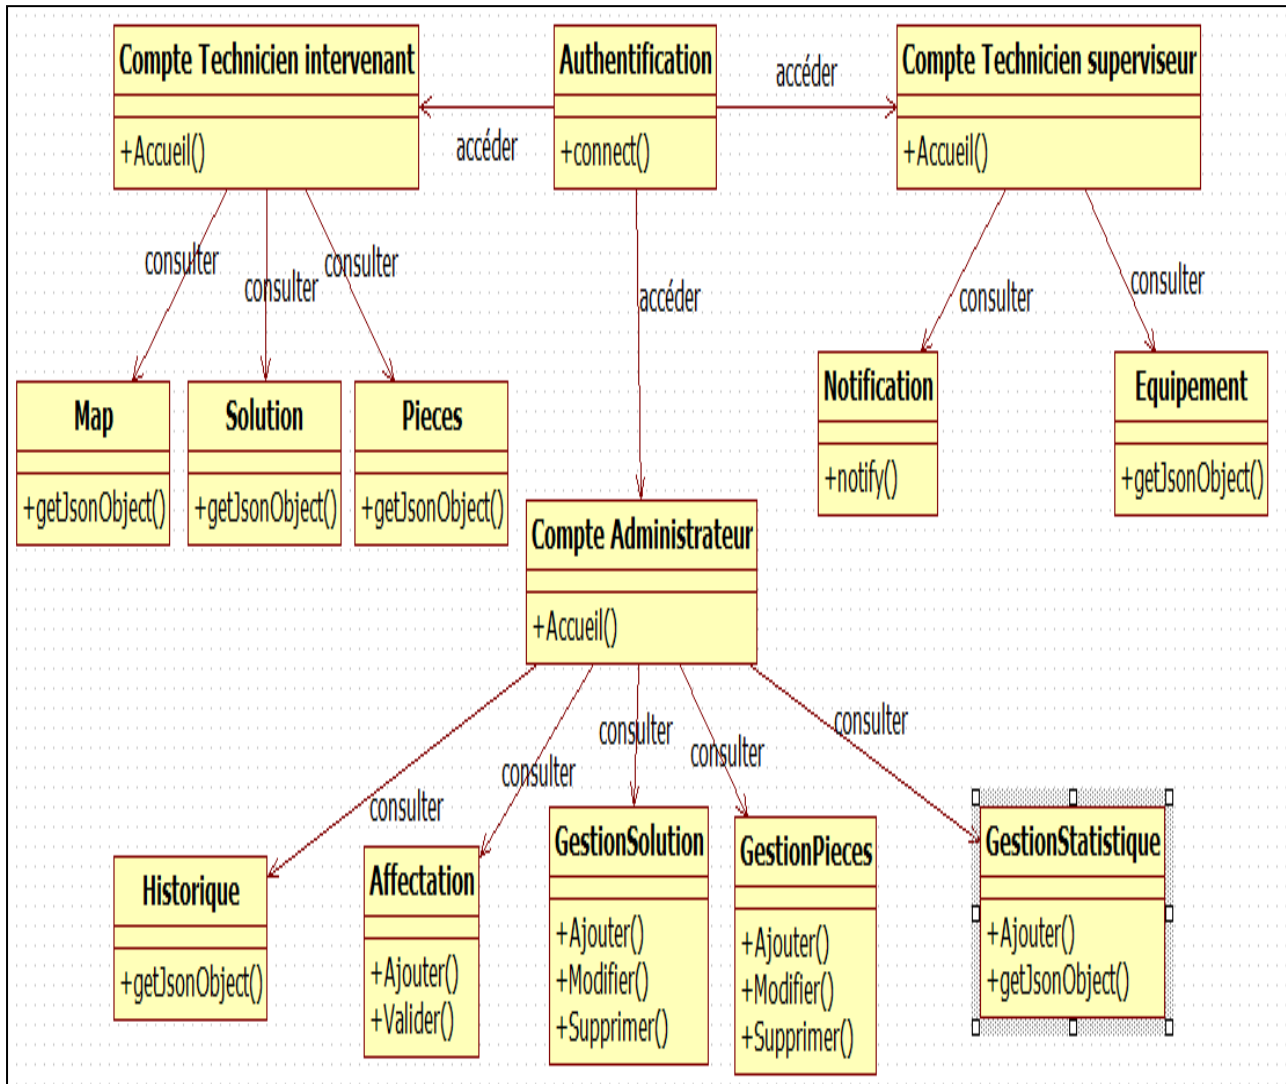 Compte Technicien intervenant
+Accueil()
Authentification
+connect()
Compte Technicien superviseur
+Accueil()
accéder
accéder
accéder
consulter
consulter
consulter
consulter
consulter
Map
+getJsonObject()
Solution
+getJsonObject()
Pieces
+getJsonObject()
Notification
+notify()
Equipement
+getJsonObject()
Compte Administrateur
+Accueil()
consulter
consulter
consulter
consulter
consulter
Historique
+getJsonObject()
Affectation
+Ajouter()
+Valider()
GestionSolution
+Ajouter()
+Modifier()
+Supprimer()
GestionPieces
+Ajouter()
+Modifier()
+Supprimer()
GestionStatistique
+Ajouter()
+getJsonObject()